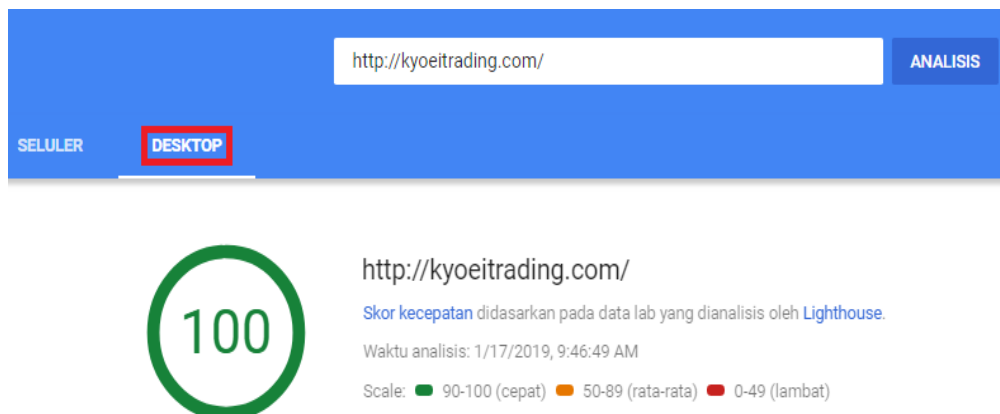 http://kyoeitrading.com/
ANALISIS
SELULER
DESKTOP
100
http://kyoeitrading.com/
Skor kecepatan didasarkan pada data lab yang dianalisis oleh Lighthouse.
Waktu analisis: 1/17/2019, 9:46:49 AM
Scale: 90-100 (cepat) 50-89 (rata-rata) 0-49 (lambat)